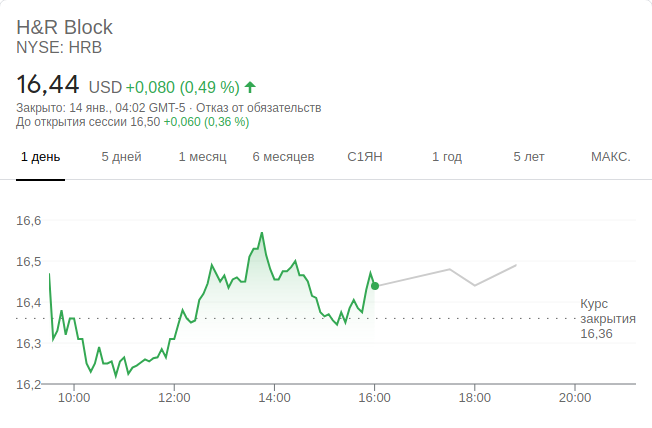 H&R Block
NYSE: HRB
16,44 USD +0,080 (0,49 %)
Закрыто: 14 янв., 04:02 GMT-5 · Отказ от обязательств
До открытия сессии 16,50 +0,060 (0,36 %)
1 день 5 дней 1 месяц 6 месяцев С1ЯН 1 год 5 лет МАКС.
16,6
16,5
16,4
Курс
закрытия
16,36
16,3
16,2
10:00 12:00 14:00 16:00 18:00 20:00